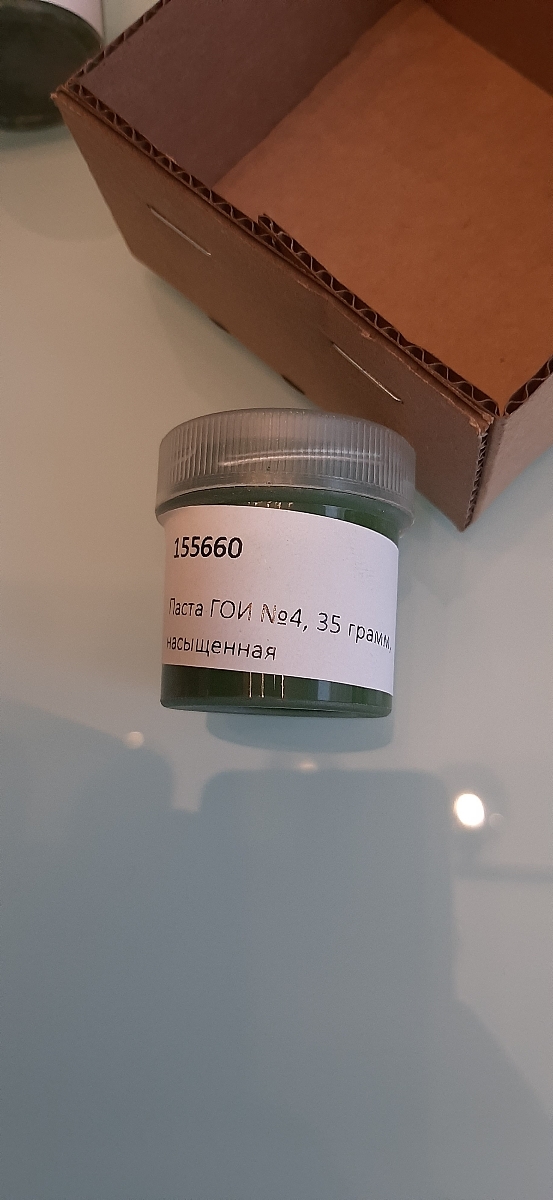 155660
Паста ГОИ №4, 35 грамм,
насыщенная